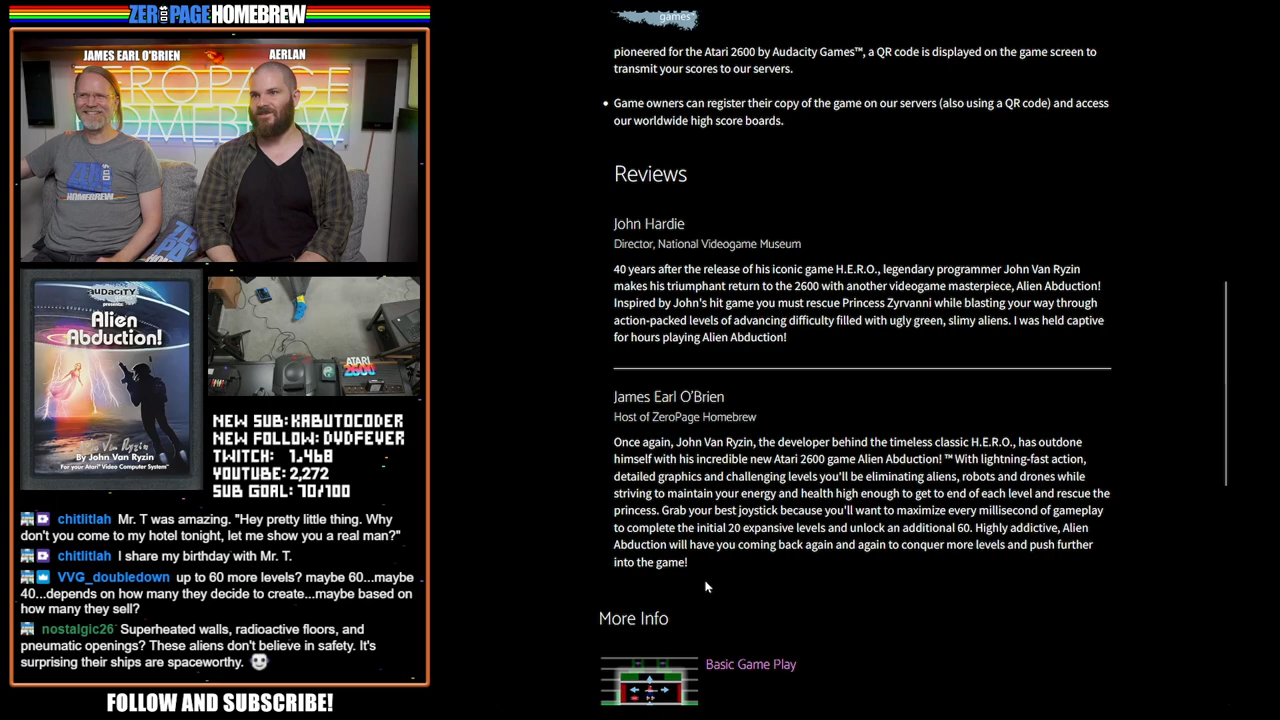 ZEROPAGE HOMEBREW
JAMES EARL O'BRIEN
AERLAN
ZEROPAGE
HOMEBREW
AUDACITY
presents:
Alien
Abduction!
John Van Ryzin
By John Van Ryzin
For your Atari Video Computer System™
ATARI
2600
NEW SUB: KABUTOCODER
NEW FOLLOW: DVDFEVER
TWITCH: 1,468
YOUTUBE: 2,272
SUB GOAL: 70/100
chitlitlah Mr. T was amazing. "Hey pretty little thing. Why
don't you come to my hotel tonight, let me show you a real man?"
chitlitlah I share my birthday with Mr. T.
VVG_doubledown up to 60 more levels? maybe 60...maybe
40...depends on how many they decide to create...maybe based on
how many they sell?
nostalgic26 Superheated walls, radioactive floors, and
pneumatic openings? These aliens don't believe in safety. It's
surprising their ships are spaceworthy.
FOLLOW AND SUBSCRIBE!
games
pioneered for the Atari 2600 by Audacity Games™, a QR code is displayed on the game screen to
transmit your scores to our servers.
• Game owners can register their copy of the game on our servers (also using a QR code) and access
our worldwide high score boards.
Reviews
John Hardie
Director, National Videogame Museum
40 years after the release of his iconic game H.E.R.O., legendary programmer John Van Ryzin
makes his triumphant return to the 2600 with another videogame masterpiece, Alien Abduction!
Inspired by John's hit game you must rescue Princess Zyrvanni while blasting your way through
action-packed levels of advancing difficulty filled with ugly green, slimy aliens. I was held captive
for hours playing Alien Abduction!
James Earl O'Brien
Host of ZeroPage Homebrew
Once again, John Van Ryzin, the developer behind the timeless classic H.E.R.O., has outdone
himself with his incredible new Atari 2600 game Alien Abduction! ™ With lightning-fast action,
detailed graphics and challenging levels you'll be eliminating aliens, robots and drones while
striving to maintain your energy and health high enough to get to end of each level and rescue the
princess. Grab your best joystick because you'll want to maximize every millisecond of gameplay
to complete the initial 20 expansive levels and unlock an additional 60. Highly addictive, Alien
Abduction will have you coming back again and again to conquer more levels and push further
into the game!
More Info
Basic Game Play